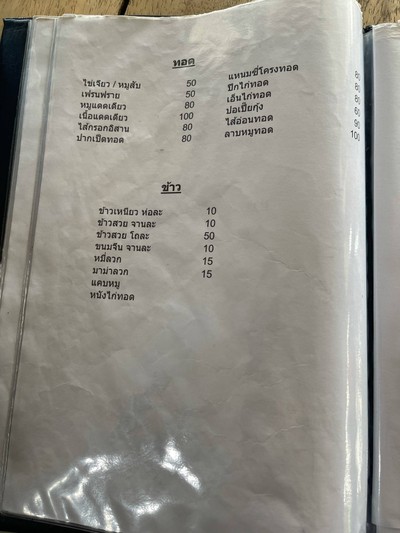 ทอด
ไข่เจียว / หมูสับ 50
เฟรนฟราย 50
หมูแดดเดียว 80
เนื้อแดดเดียว 100
ไส้กรอกอิสาน 80
ปากเป็ดทอด 80
แหนมซี่โครงทอด 80
ปีกไก่ทอด 80
เอ็นไก่ทอด 80
ปอเปี๊ยกุ้ง 60
ไส้อ่อนทอด 90
ลาบหมูทอด 100
ข้าว
ข้าวเหนียว ห่อละ 10
ข้าวสวย จานละ 10
ข้าวสวย โถละ 50
ขนมจีน จานละ 10
หมี่ลวก 15
มาม่าลวก 15
แคบหมู
หนังไก่ทอด